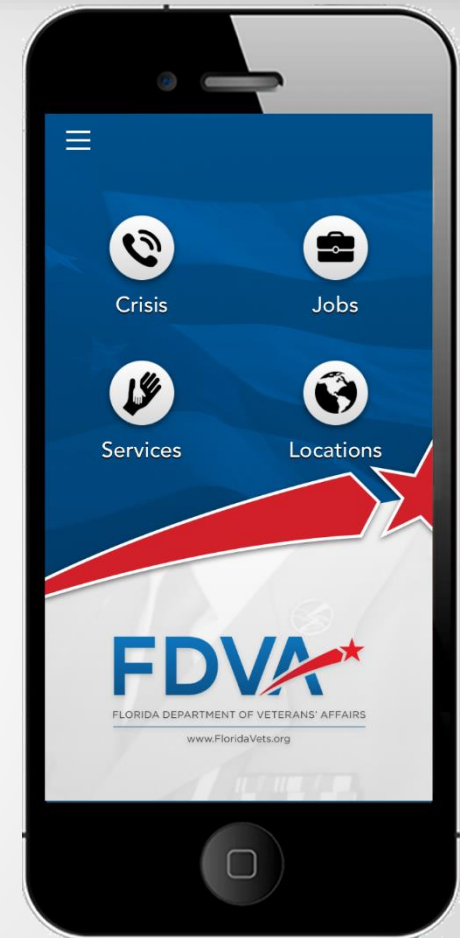 Crisis
Jobs
Services
Locations
FDVA
FLORIDA DEPARTMENT OF VETERANS' AFFAIRS
www.FloridaVets.org